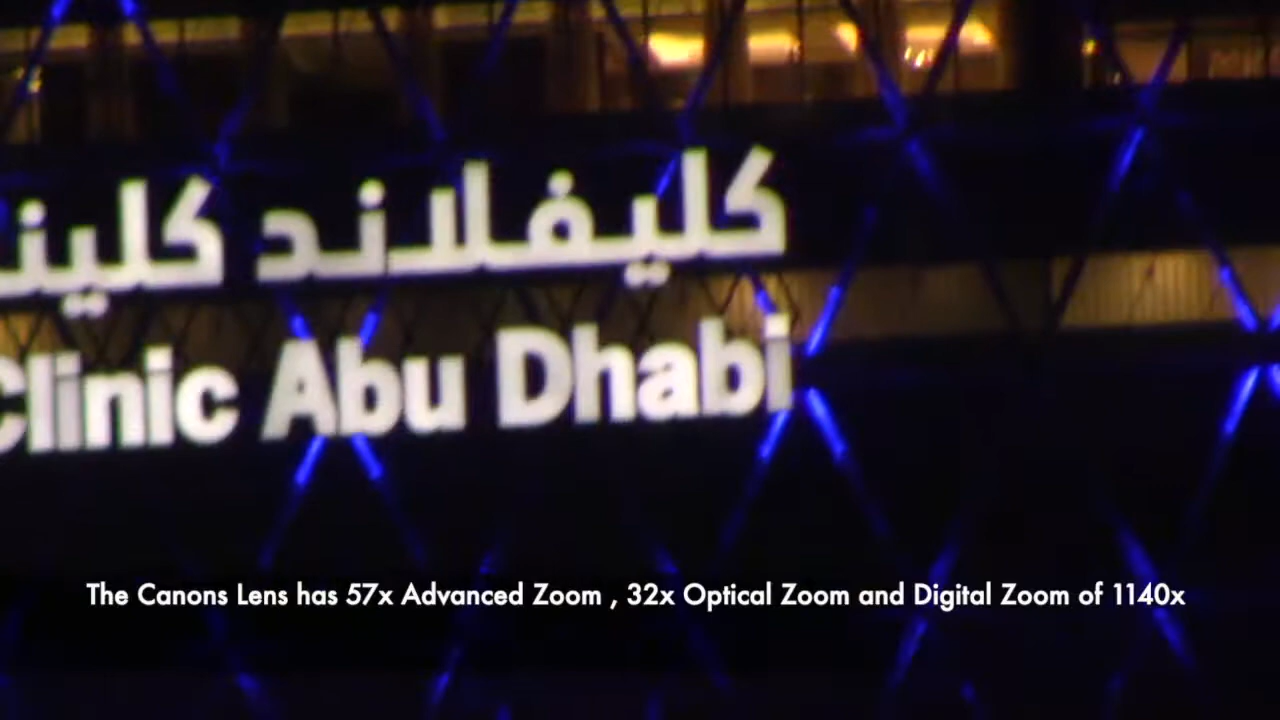 كليفلاند كلين
Clinic Abu Dhabi
The Canons Lens has 57x Advanced Zoom , 32x Optical Zoom and Digital Zoom of 1140x